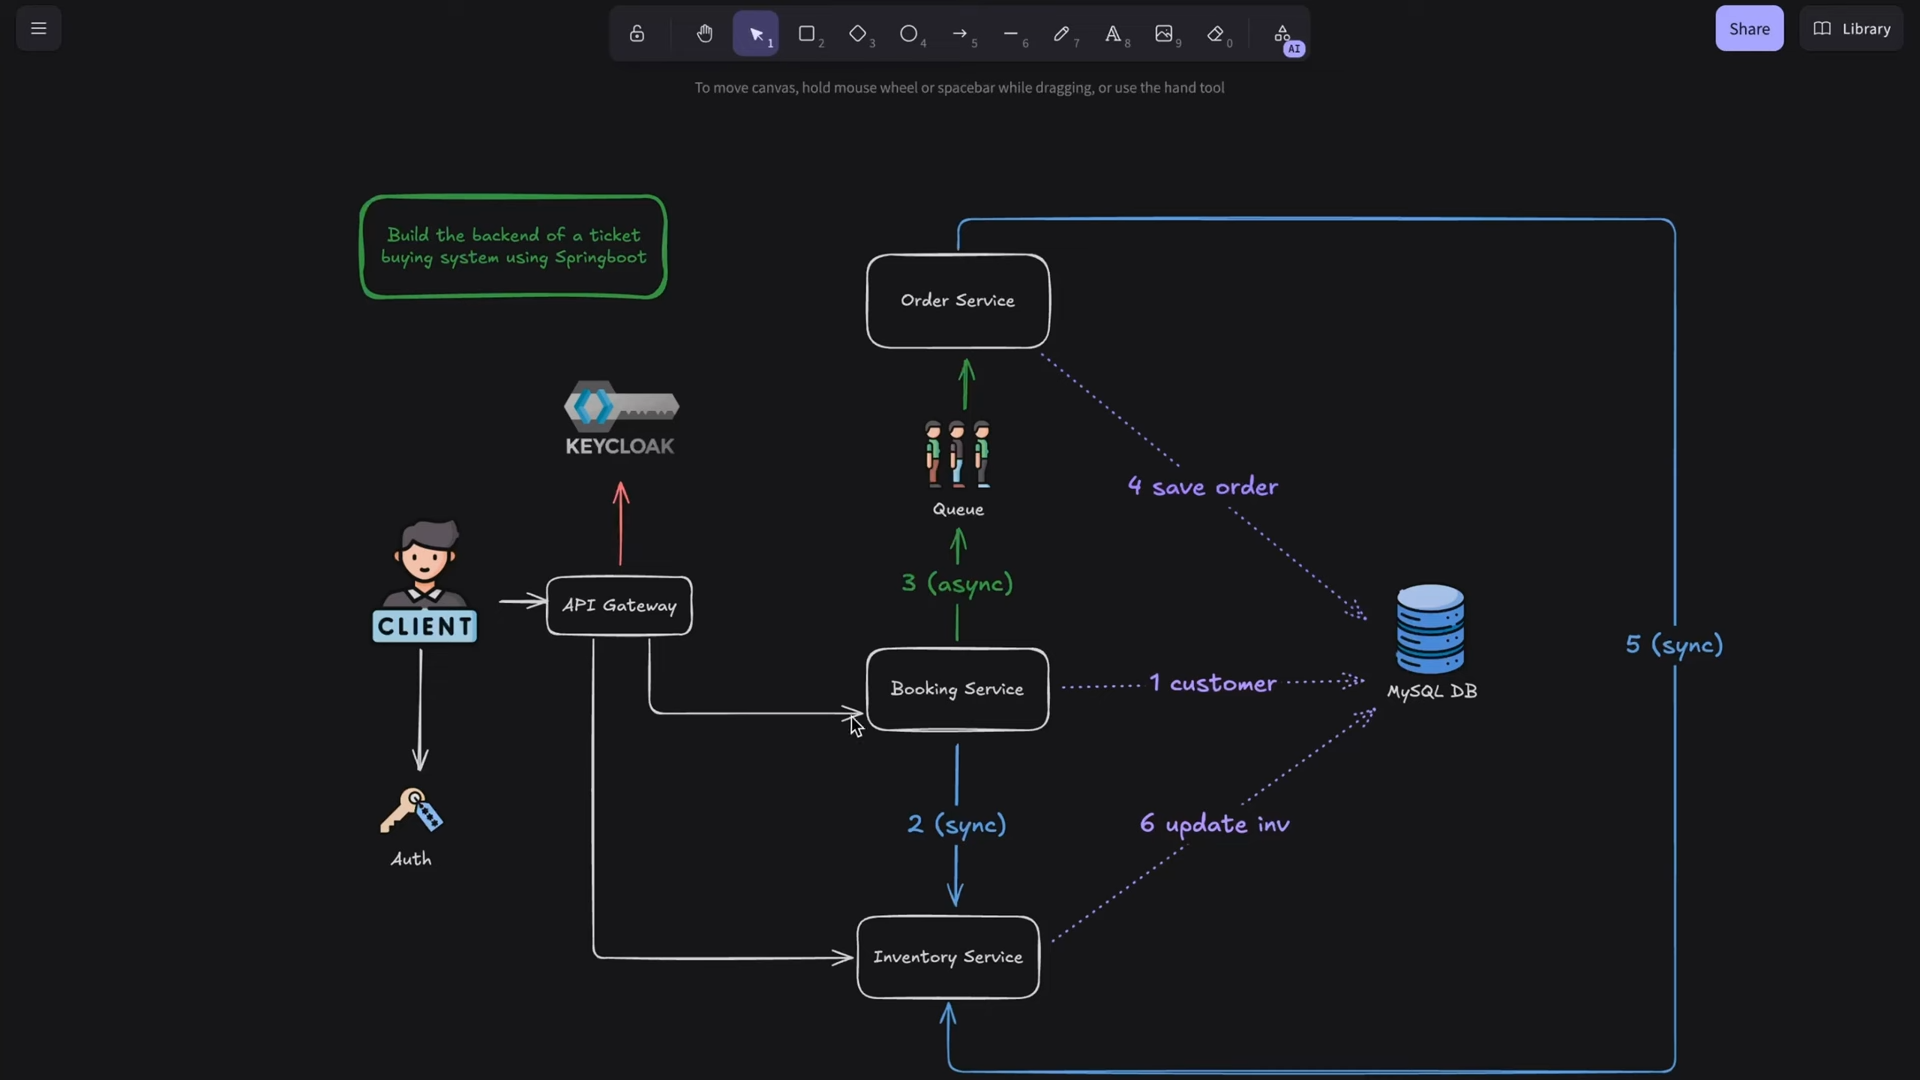 1
2
3
4
5
6
7
8
9
0
AI
Share
Library
To move canvas, hold mouse wheel or spacebar while dragging, or use the hand tool
Build the backend of a ticket
buying system using Springboot
Order Service
KEYCLOAK
4 save order
Queue
3 (async)
CLIENT
API Gateway
5 (sync)
Booking Service
1 customer
MySQL DB
2 (sync)
6 update inv
Auth
Inventory Service